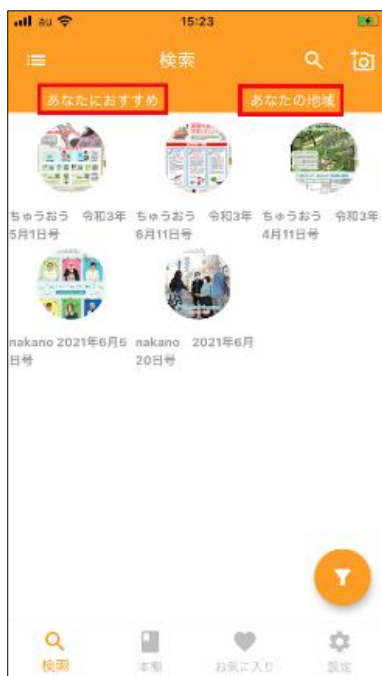 au 15:23
検索
あなたにおすすめ あなたの地域
ちゅうおう 令和3年
5月1日号
ちゅうおう 令和3年
6月11日号
ちゅうおう 令和3年
4月11日号
nakano 2021年6月5
日号
nakano 2021年6月
20日号
検索 本棚 お気に入り 設定